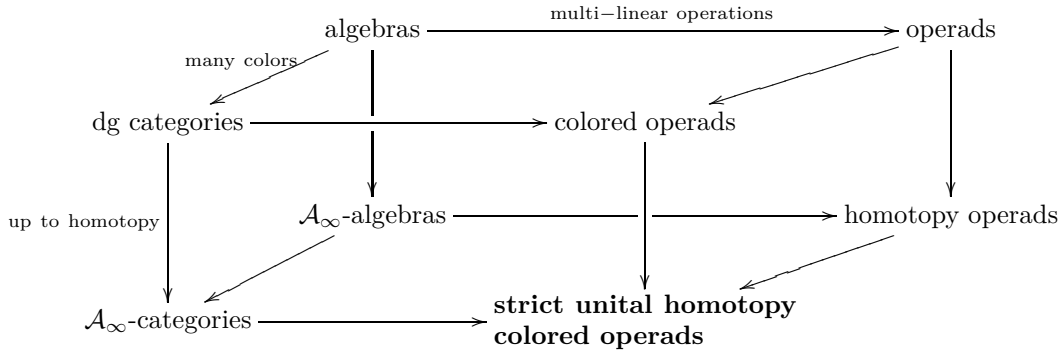 multi−linear operations
algebras
operads
many colors
dg categories
colored operads
up to homotopy
𝒜∞-algebras
homotopy operads
𝒜∞-categories
strict unital homotopy
colored operads